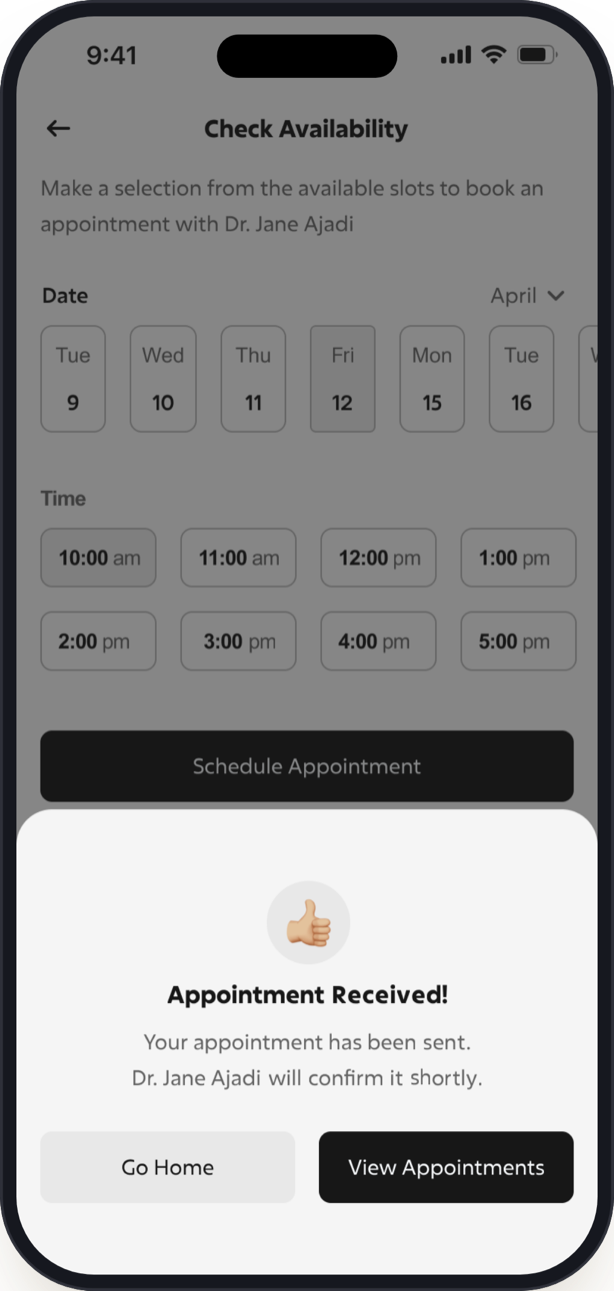 9:41
Check Availability
Make a selection from the available slots to book an
appointment with Dr. Jane Ajadi
Date April
Tue Wed Thu Fri Mon Tue
9 10 11 12 15 16
Time
10:00 am 11:00 am 12:00 pm 1:00 pm
2:00 pm 3:00 pm 4:00 pm 5:00 pm
Schedule Appointment
Appointment Received!
Your appointment has been sent.
Dr. Jane Ajadi will confirm it shortly.
Go Home View Appointments